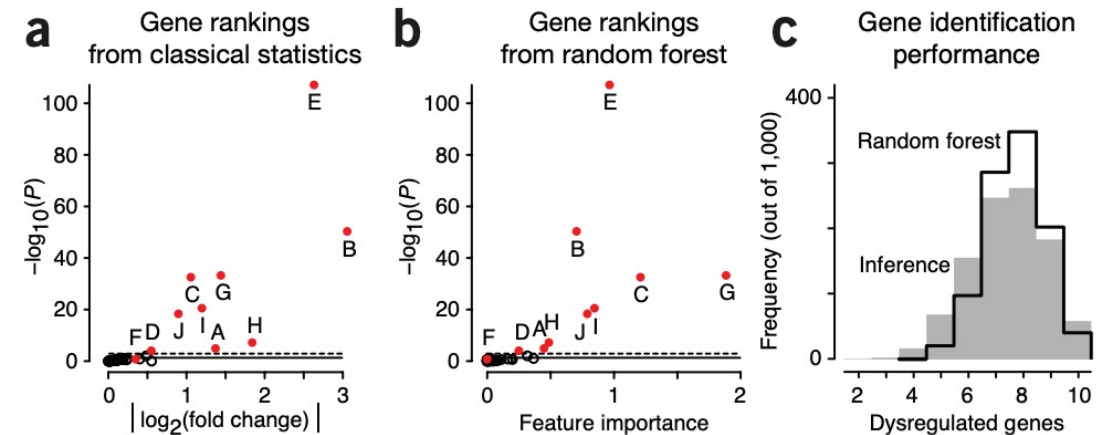 a
Gene rankings
from classical statistics
−log10(P)
100
80
60
40
20
0
E
B
C
G
J
I
A
H
F
D
0
1
2
3
|log2(fold change)|
b
Gene rankings
from random forest
−log10(P)
100
80
60
40
20
0
E
B
C
G
J
I
F
D
A
H
0
1
2
Feature importance
c
Gene identification
performance
Frequency (out of 1,000)
400
0
Random forest
Inference
2
4
6
8
10
Dysregulated genes